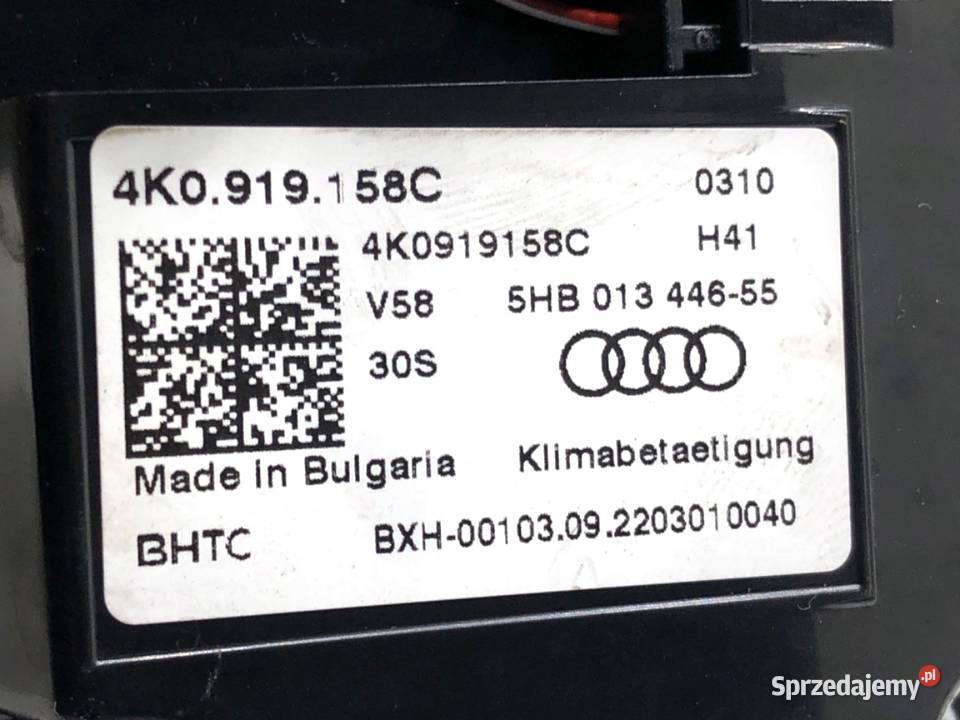 4K0.919.158C 0310
4K0919158C H41
V58 5HB 013 446-55
30S
Made in Bulgaria Klimabetaetigung
BHTC BXH-00103.09.2203010040
Sprzedajemy.pl